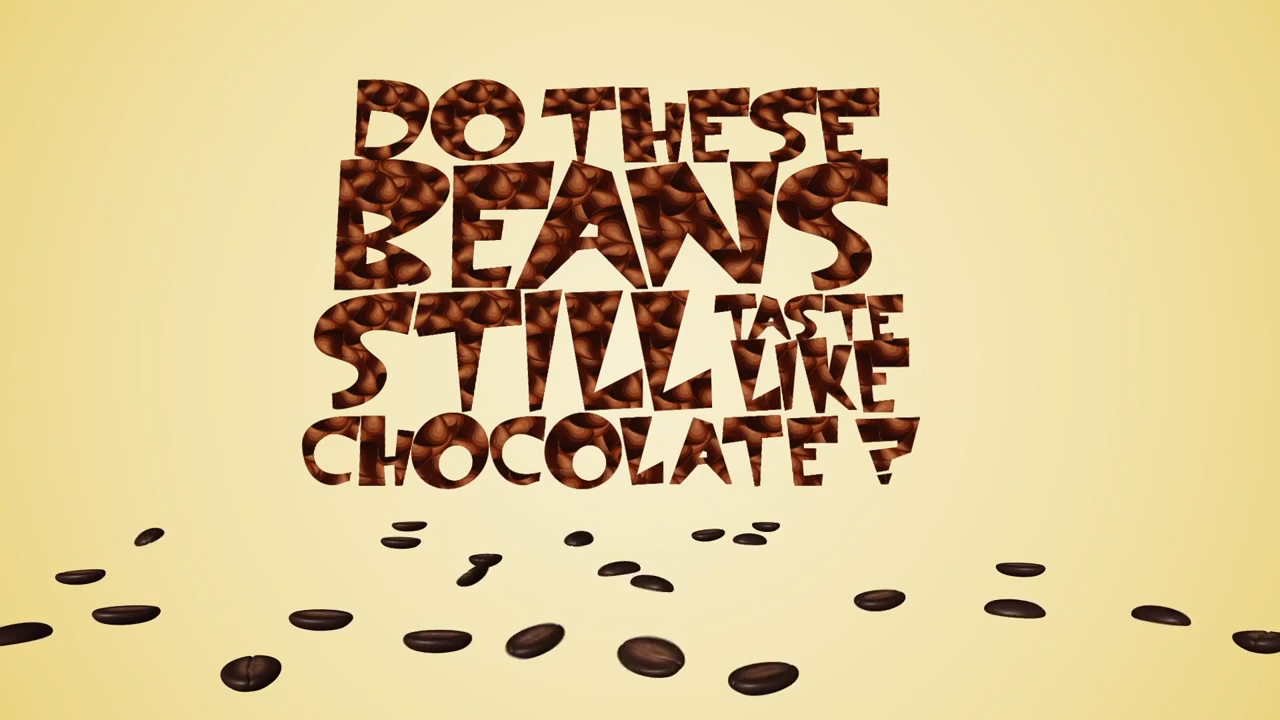 DO THESE
BEANS
STILL TASTE
LIKE
CHOCOLATE ?